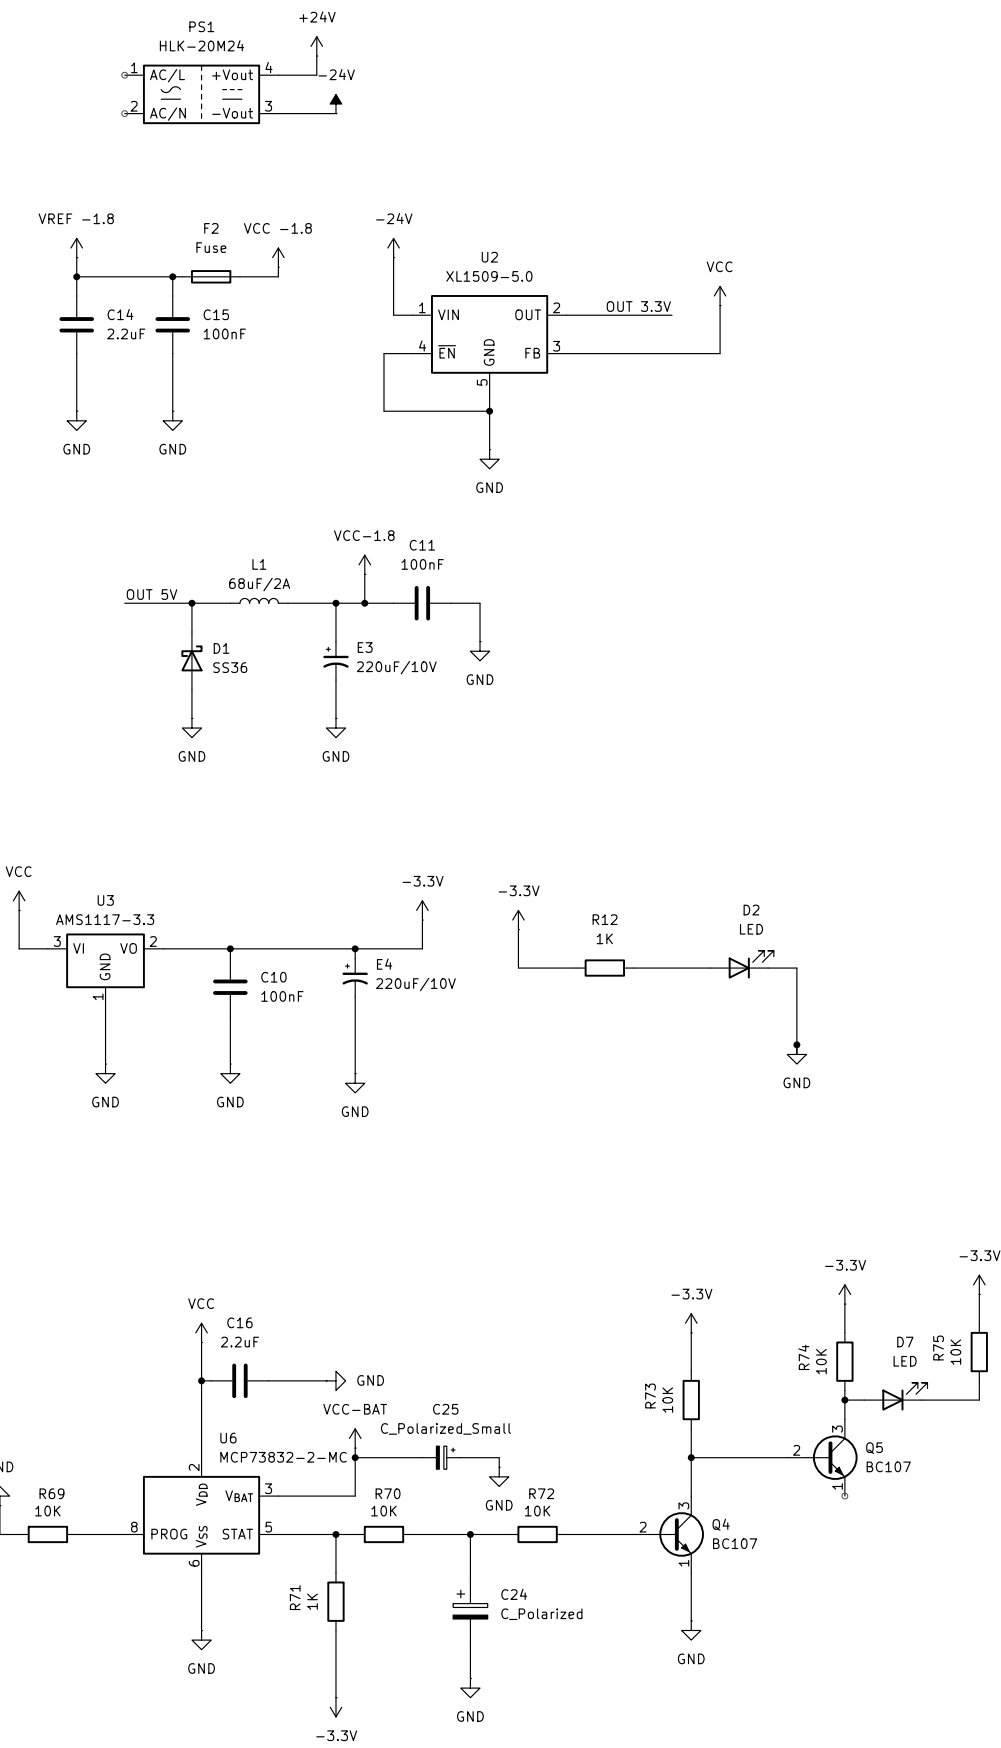 PS1
HLK-20M24
+24V
1 AC/L +Vout 4
-24V
2 AC/N -Vout 3
VREF -1.8
F2
Fuse
VCC -1.8
C14
2.2uF
C15
100nF
GND
GND
-24V
U2
XL1509-5.0
VCC
1 VIN OUT 2 OUT 3.3V
4 EN GND FB 3
5
GND
VCC-1.8
C11
100nF
L1
68uF/2A
OUT 5V
D1
SS36
E3
220uF/10V
GND
GND
GND
VCC
U3
AMS1117-3.3
-3.3V
3 VI VO 2
GND
1
C10
100nF
E4
220uF/10V
GND
GND
GND
-3.3V
R12
1K
D2
LED
GND
VCC
C16
2.2uF
GND
VCC-BAT
C25
C_Polarized_Small
GND
U6
MCP73832-2-MC
2
VDD
VBAT 3
R69
10K
8 PROG VSS STAT 5
6
GND
R70
10K
R72
10K
R71
1K
-3.3V
C24
C_Polarized
GND
-3.3V
R73
10K
2 3 1
Q4
BC107
GND
-3.3V
R74
10K
D7
LED
-3.3V
R75
10K
2 3 1
Q5
BC107